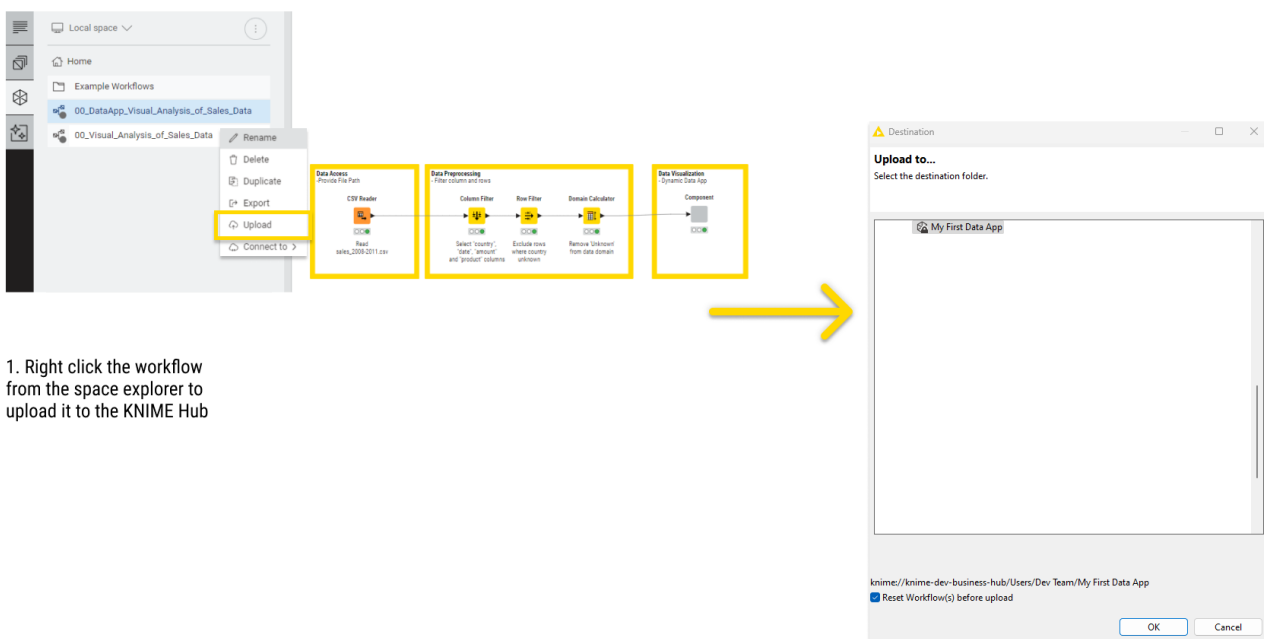 Local space
Home
Example Workflows
00_DataApp_Visual_Analysis_of_Sales_Data
00_Visual_Analysis_of_Sales_Data
Rename
Delete
Duplicate
Export
Upload
Connect to
Data Access
-Provide File Path
CSV Reader
Read
sales_2008-2011.csv
Data Preprocessing
- Filter column and rows
Column Filter
Row Filter
Domain Calculator
Select 'country',
'date', 'amount'
and 'product' columns
Exclude rows
where country
unknown
Remove 'Unknown'
from data domain
Data Visualization
- Dynamic Data App
Component
1. Right click the workflow
from the space explorer to
upload it to the KNIME Hub
Destination
Upload to...
Select the destination folder.
My First Data App
knime://knime-dev-business-hub/Users/Dev Team/My First Data App
Reset Workflow(s) before upload
OK
Cancel